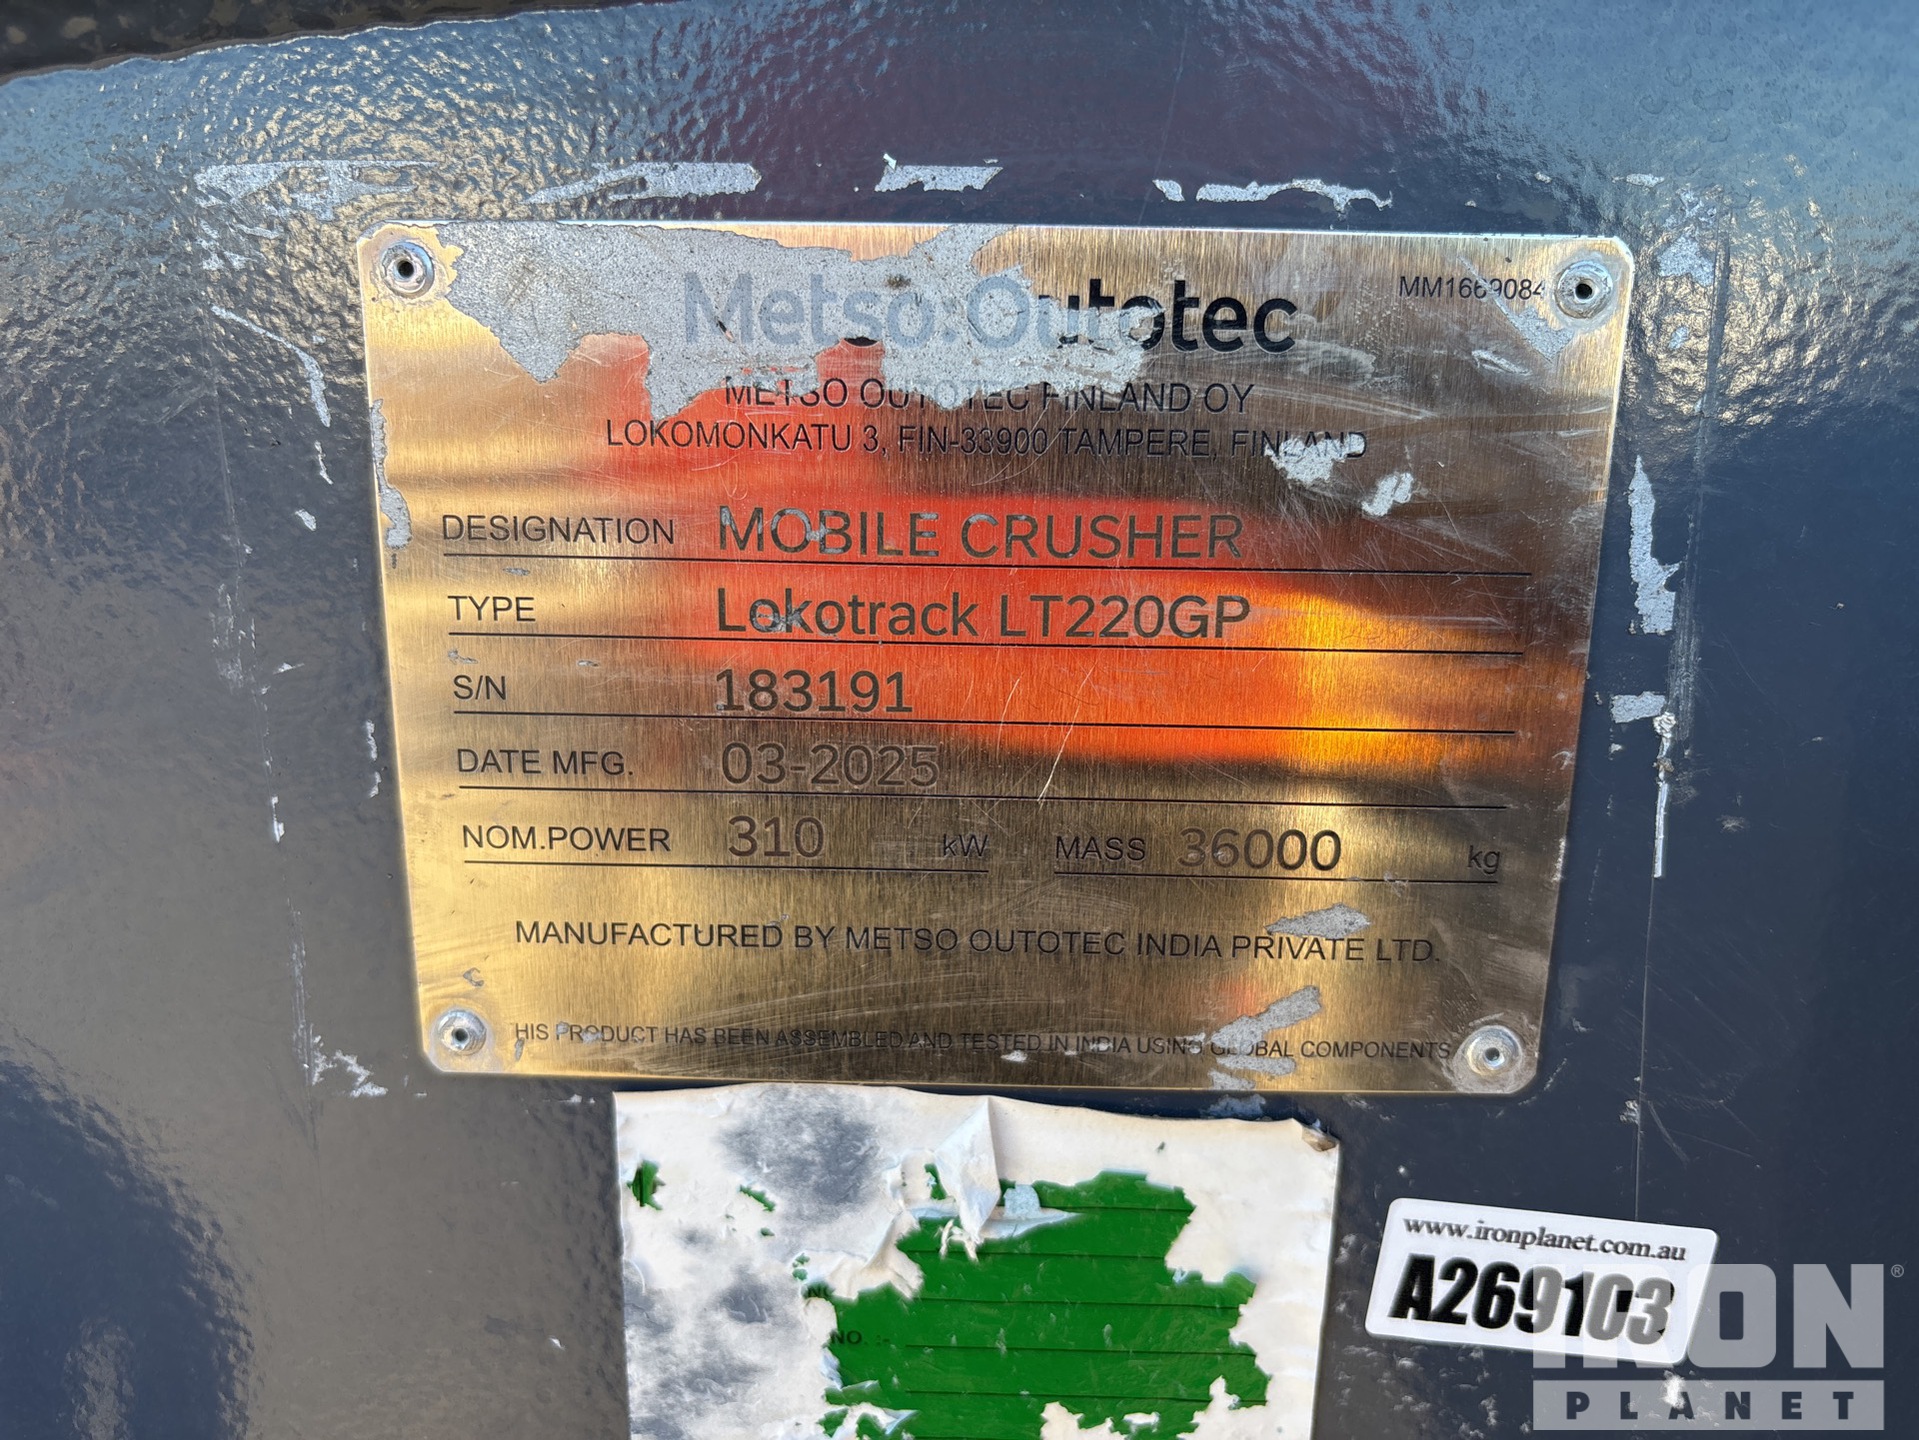 Metso:Outotec
MM1669084
METSO OUTOTEC FINLAND OY
LOKOMONKATU 3, FIN-33900 TAMPERE, FINLAND
DESIGNATION MOBILE CRUSHER
TYPE Lokotrack LT220GP
S/N 183191
DATE MFG. 03-2025
NOM.POWER 310 kW MASS 36000 kg
MANUFACTURED BY METSO OUTOTEC INDIA PRIVATE LTD.
HIS PRODUCT HAS BEEN ASSEMBLED AND TESTED IN INDIA USING GLOBAL COMPONENTS
NO. :-
www.ironplanet.com.au
A269103
IRON
PLANET
®